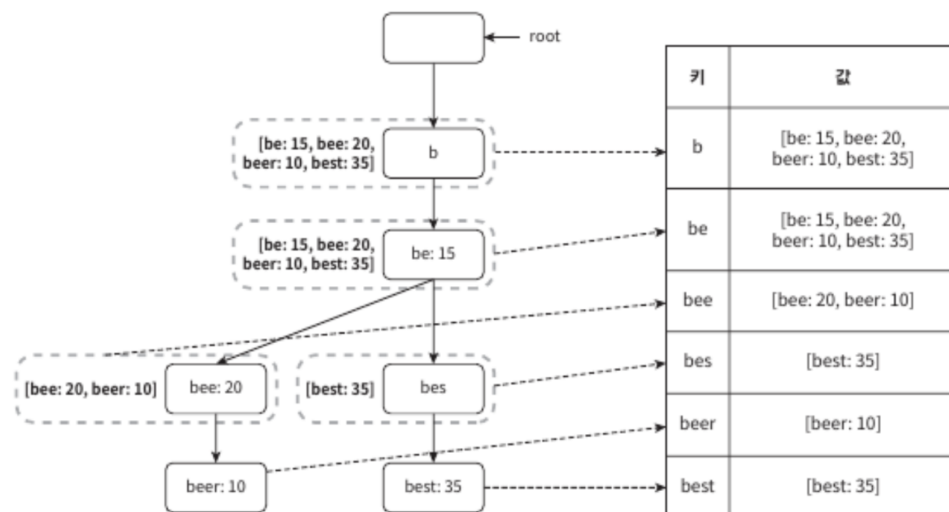 root
[be: 15, bee: 20,
beer: 10, best: 35]
b
[be: 15, bee: 20,
beer: 10, best: 35]
be: 15
[bee: 20, beer: 10]
bee: 20
[best: 35]
bes
beer: 10
best: 35
키
값
b
[be: 15, bee: 20,
beer: 10, best: 35]
be
[be: 15, bee: 20,
beer: 10, best: 35]
bee
[bee: 20, beer: 10]
bes
[best: 35]
beer
[beer: 10]
best
[best: 35]